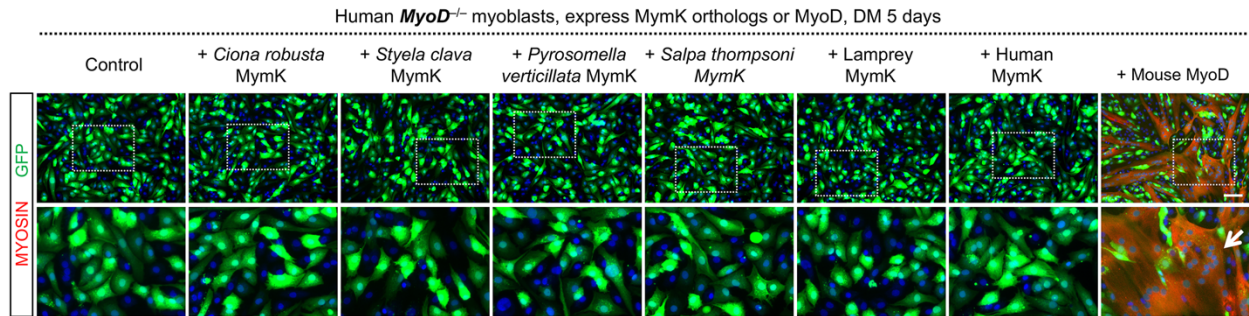 Human MyoD–/– myoblasts, express MymK orthologs or MyoD, DM 5 days
Control
+ Ciona robusta
MymK
+ Styela clava
MymK
+ Pyrosomella
verticillata MymK
+ Salpa thompsoni
MymK
+ Lamprey
MymK
+ Human
MymK
+ Mouse MyoD
GFP
MYOSIN